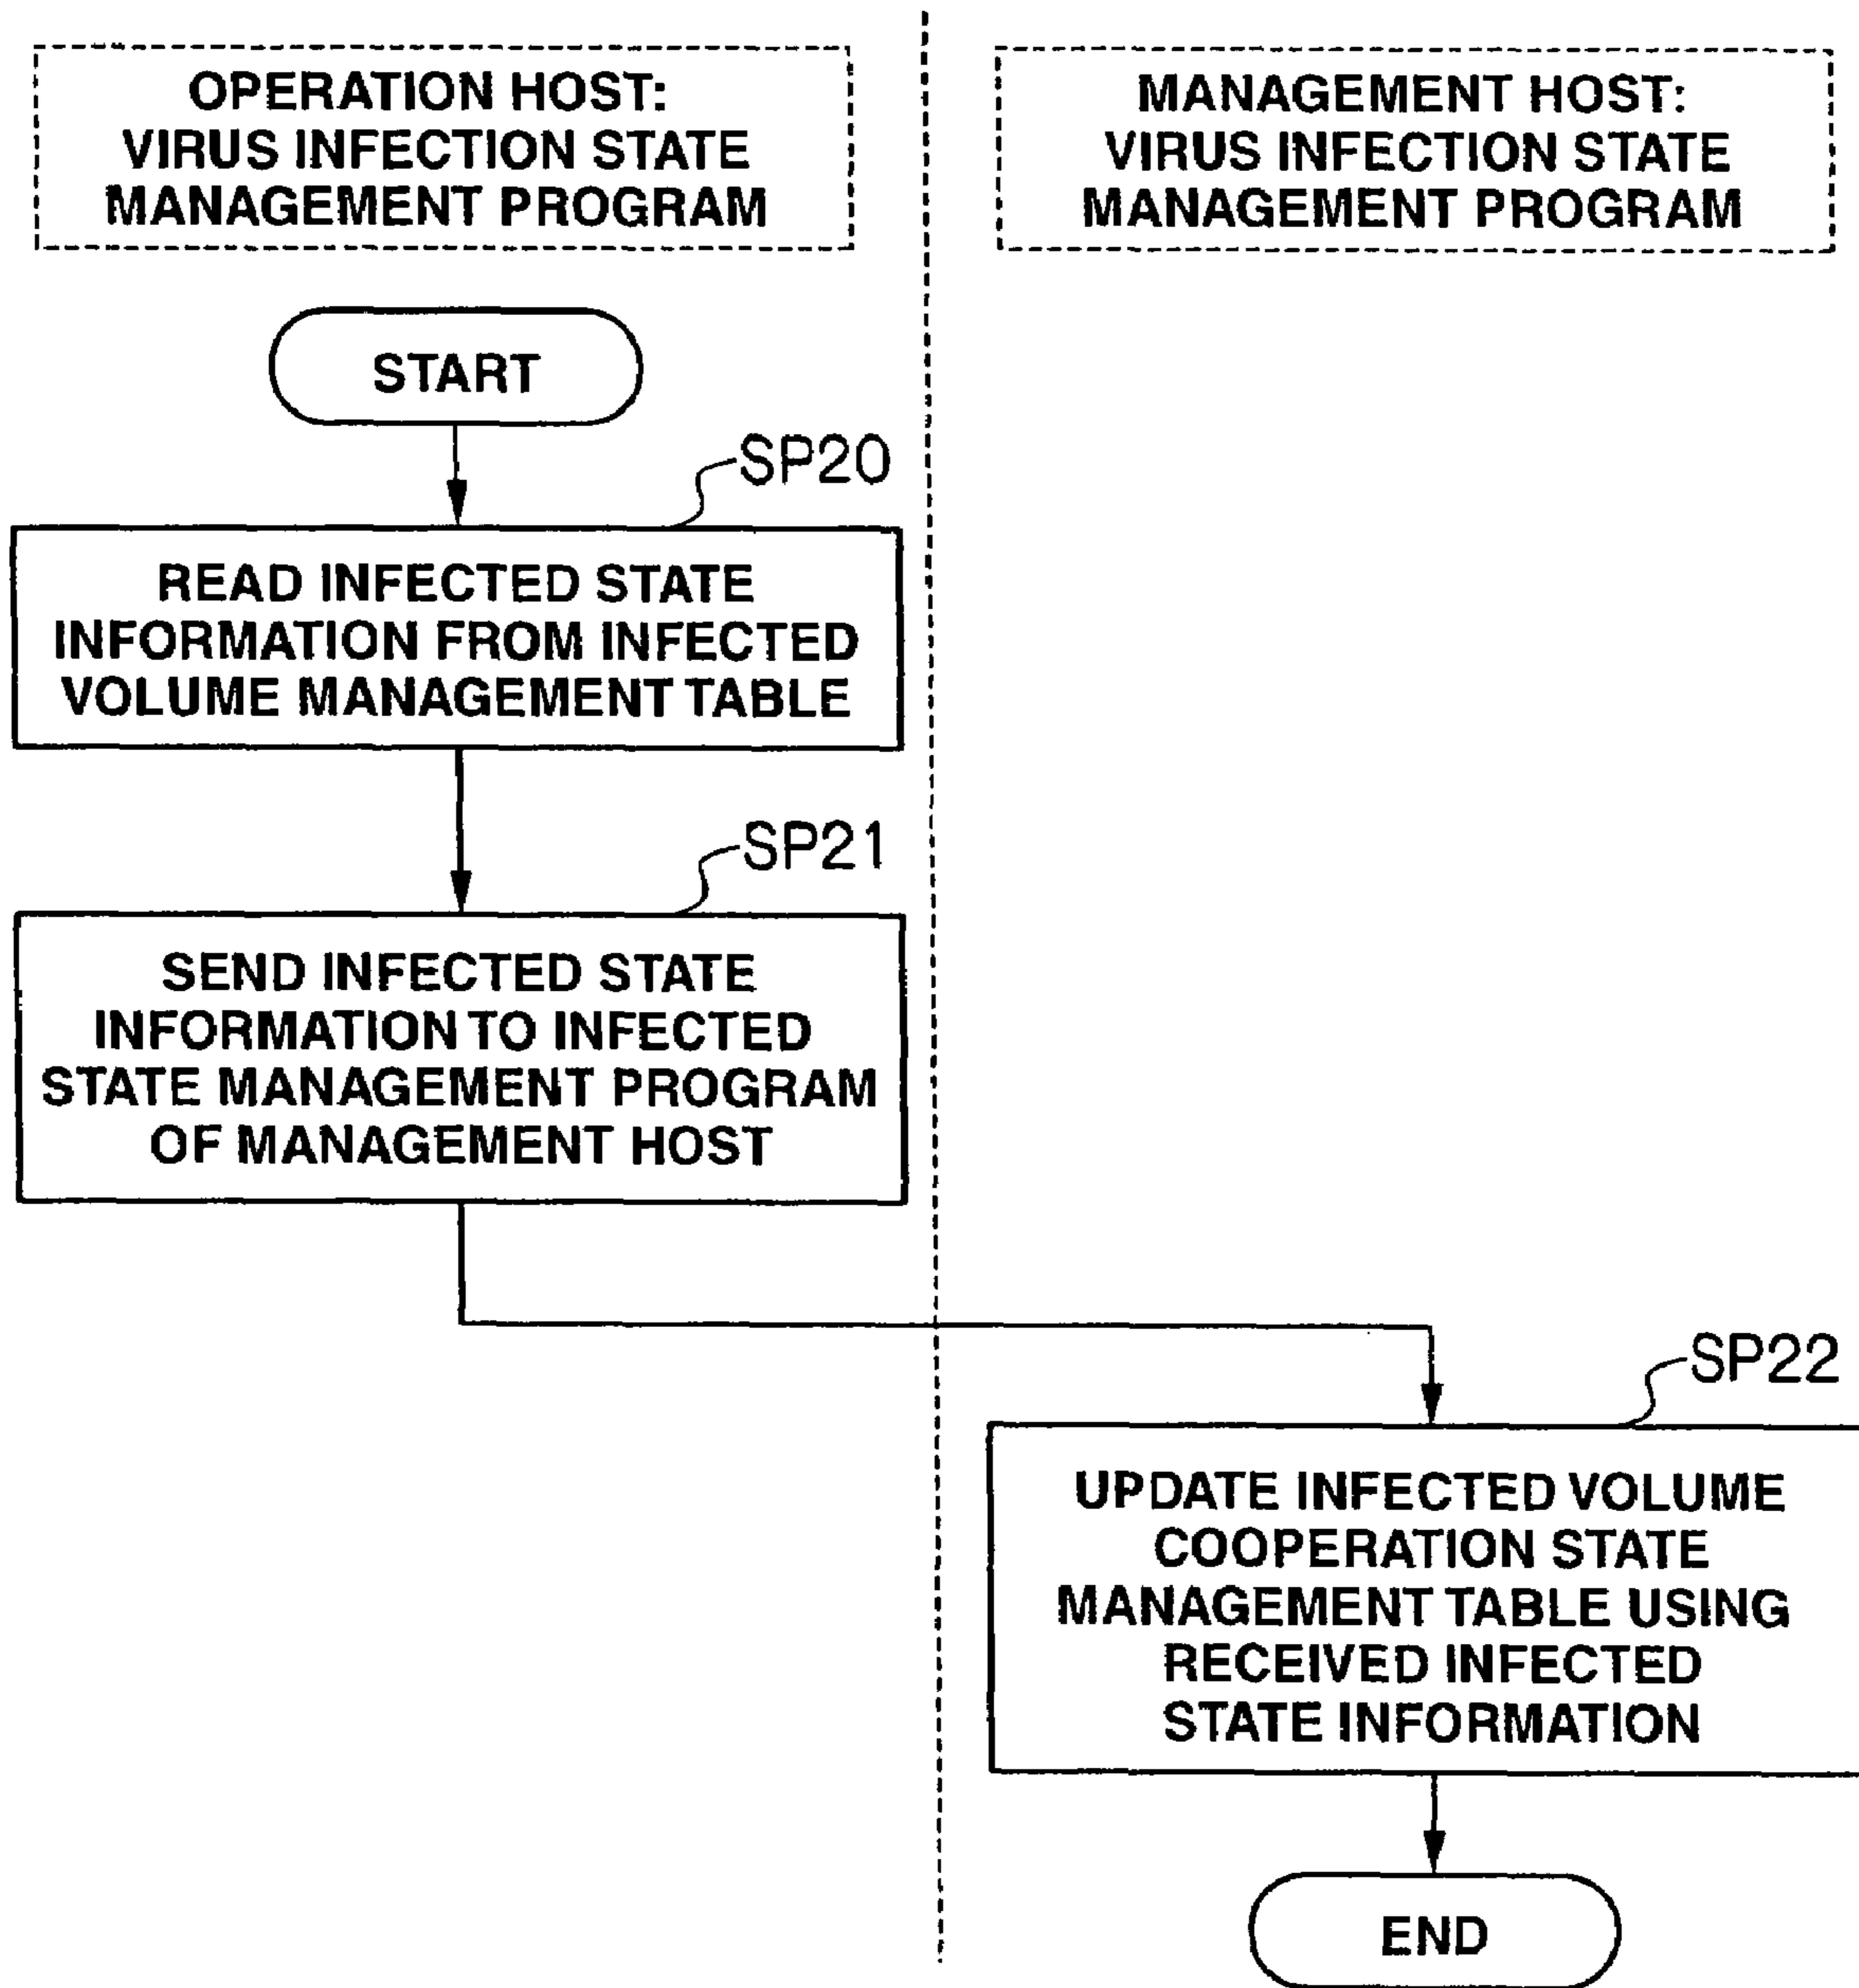 OPERATION HOST:
VIRUS INFECTION STATE
MANAGEMENT PROGRAM
MANAGEMENT HOST:
VIRUS INFECTION STATE
MANAGEMENT PROGRAM
START
SP20
READ INFECTED STATE
INFORMATION FROM INFECTED
VOLUME MANAGEMENT TABLE
SP21
SEND INFECTED STATE
INFORMATION TO INFECTED
STATE MANAGEMENT PROGRAM
OF MANAGEMENT HOST
SP22
UPDATE INFECTED VOLUME
COOPERATION STATE
MANAGEMENT TABLE USING
RECEIVED INFECTED
STATE INFORMATION
END